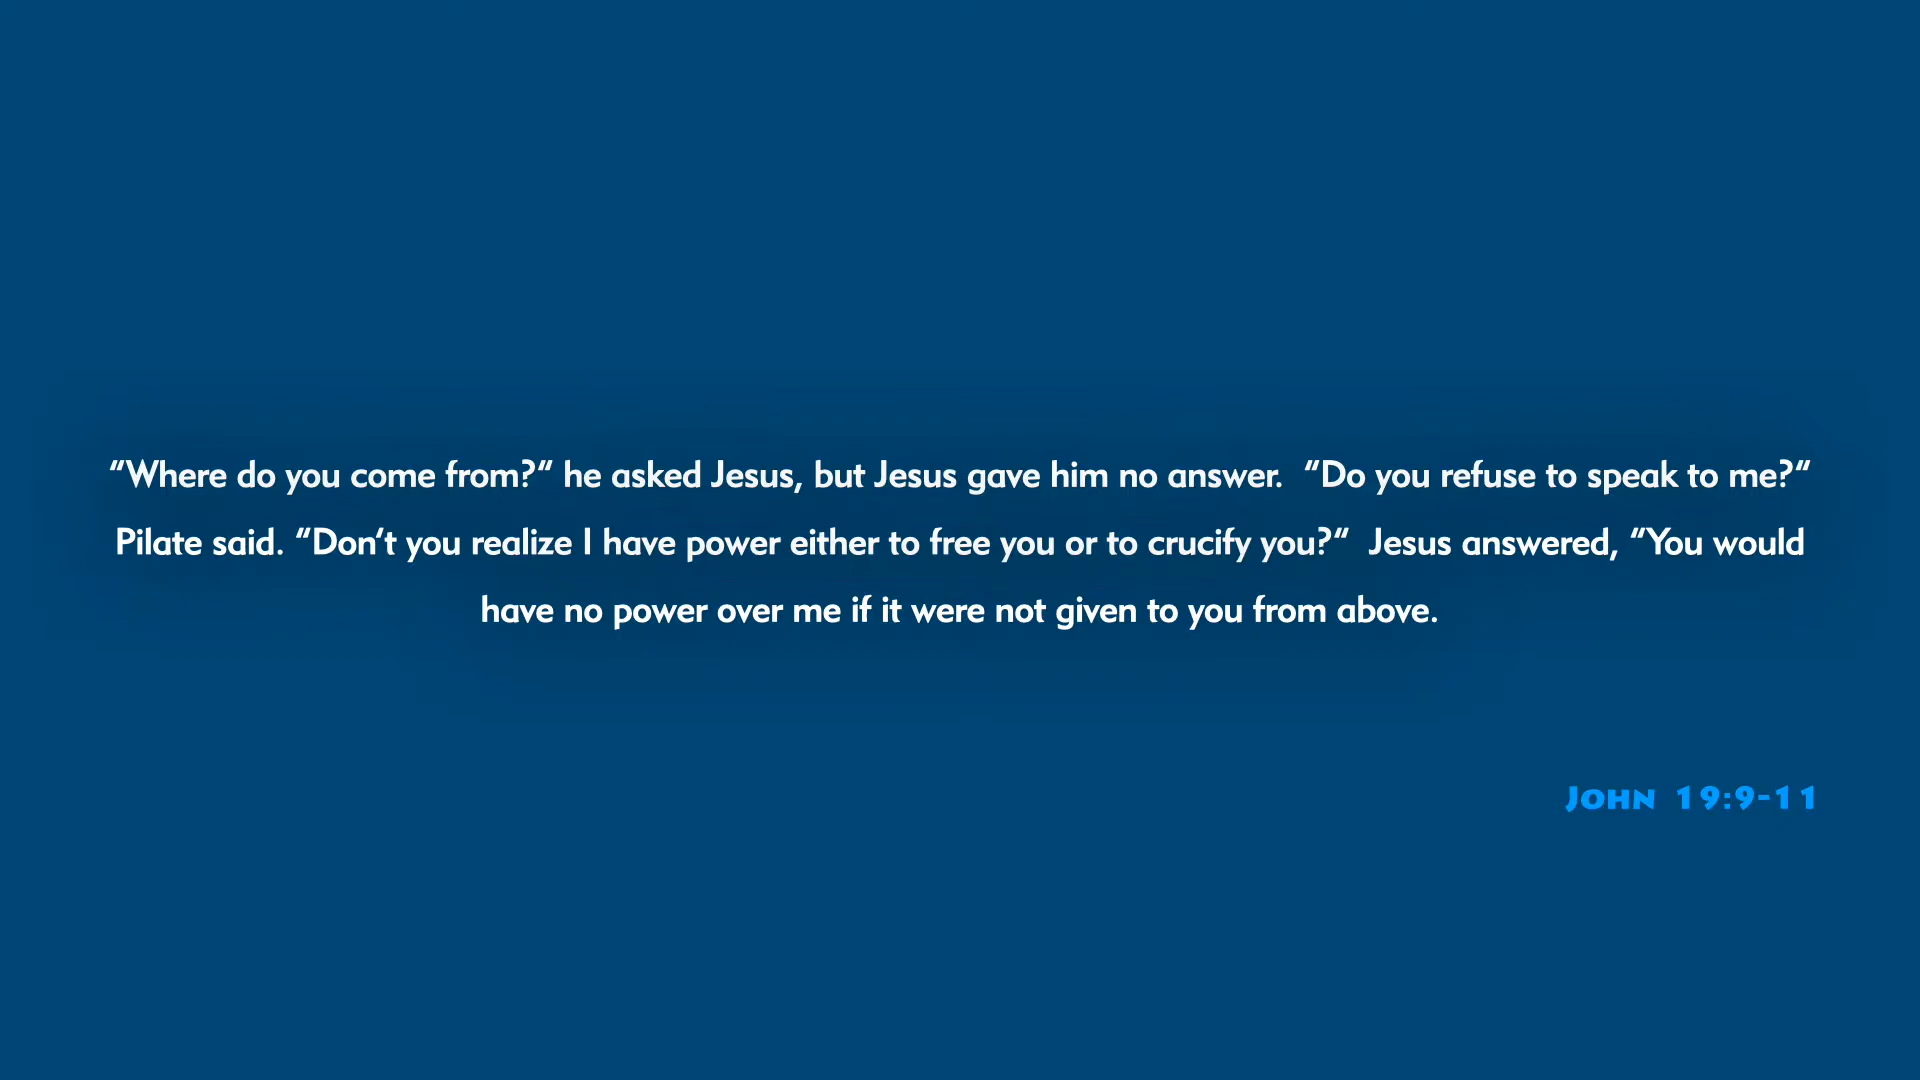 “Where do you come from?“ he asked Jesus, but Jesus gave him no answer.  “Do you refuse to speak to me?“
Pilate said. “Don‘t you realize I have power either to free you or to crucify you?“  Jesus answered, “You would
have no power over me if it were not given to you from above.
John 19:9-11